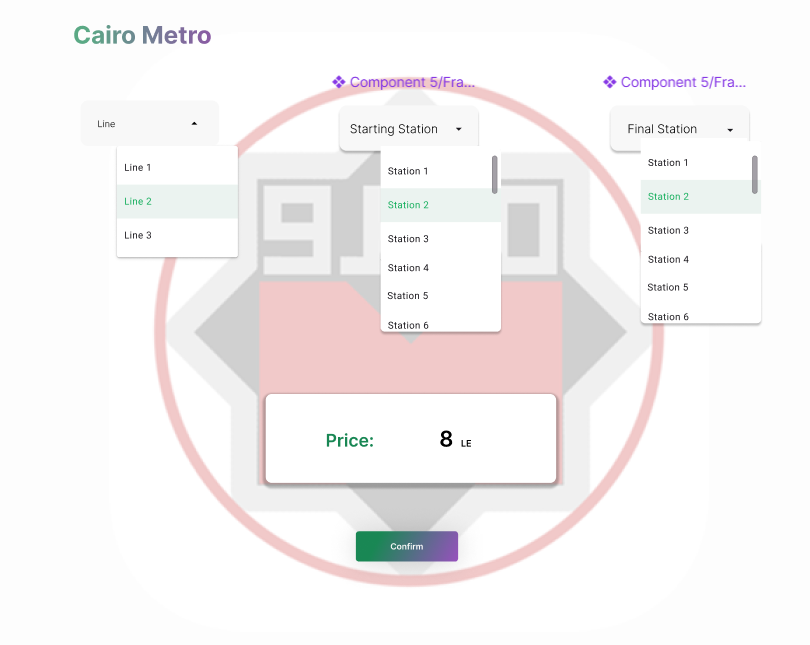 Cairo Metro
Component 5/Fra...
Component 5/Fra...
Line
Starting Station
Final Station
Line 1
Line 2
Line 3
Station 1
Station 2
Station 3
Station 4
Station 5
Station 6
Station 1
Station 2
Station 3
Station 4
Station 5
Station 6
Price:
8 LE
Confirm